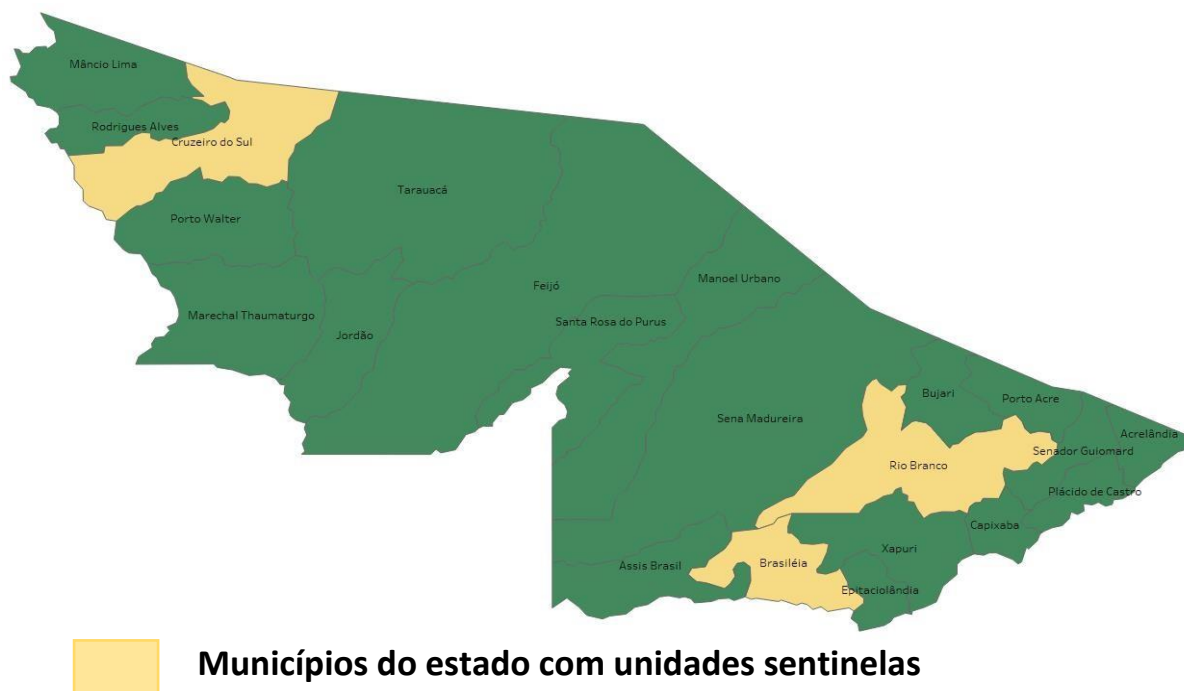 Mâncio Lima
Rodrigues Alves
Cruzeiro do Sul
Tarauacá
Porto Walter
Manoel Urbano
Feijó
Marechal Thaumaturgo
Santa Rosa do Purus
Jordão
Bujari
Porto Acre
Sena Madureira
Acrelândia
Senador Guiomard
Rio Branco
Plácido de Castro
Capixaba
Xapuri
Brasiléia
Assis Brasil
Epitaciolândia
Municípios do estado com unidades sentinelas